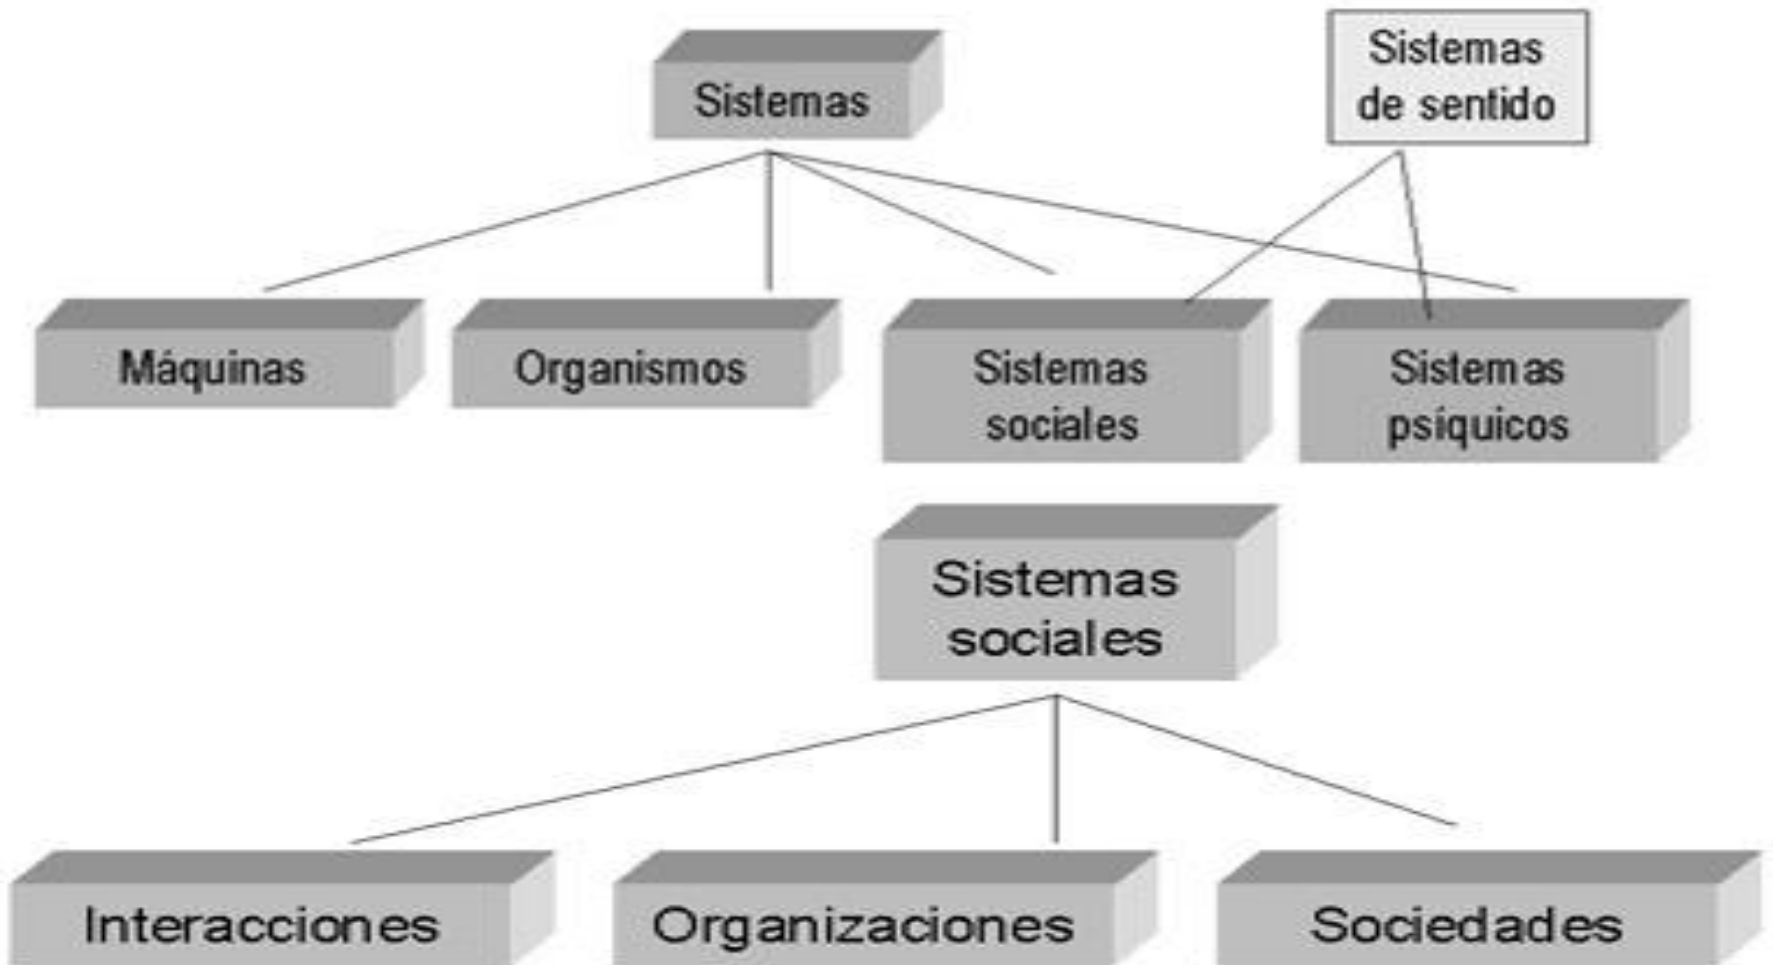 Sistemas
Sistemas
de sentido
Máquinas
Organismos
Sistemas
sociales
Sistemas
psíquicos
Sistemas
sociales
Interacciones
Organizaciones
Sociedades